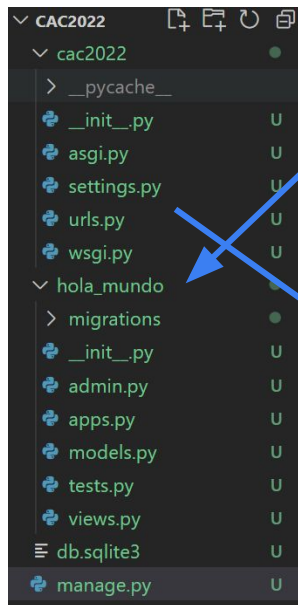 CAC2022
cac2022
__pycache__
__init__.py U
asgi.py U
settings.py U
urls.py U
wsgi.py U
hola_mundo
migrations
__init__.py U
admin.py U
apps.py U
models.py U
tests.py U
views.py U
db.sqlite3 U
manage.py U